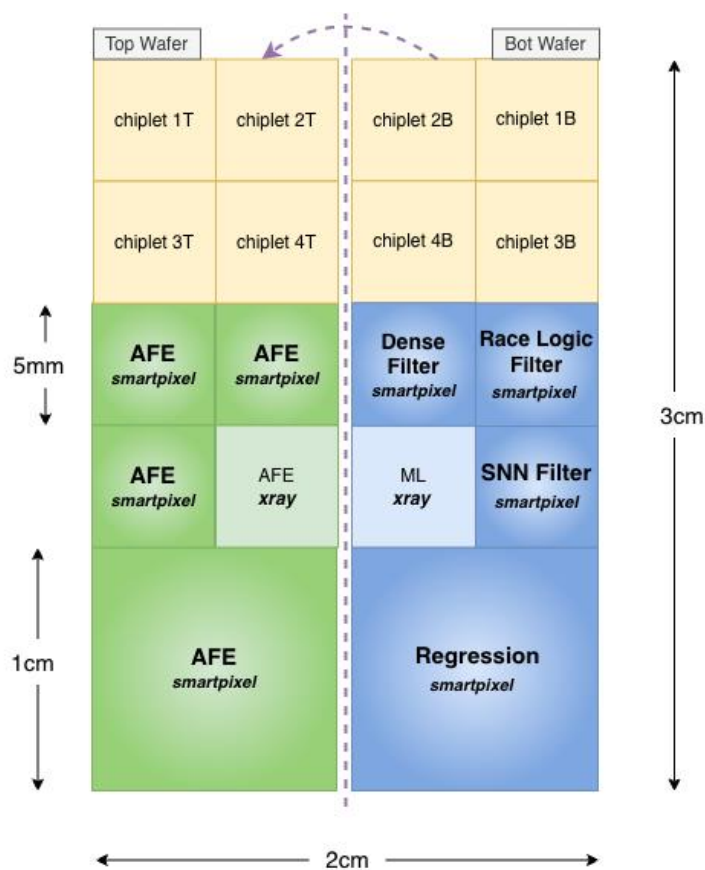 Top Wafer
Bot Wafer
chiplet 1T
chiplet 2T
chiplet 2B
chiplet 1B
chiplet 3T
chiplet 4T
chiplet 4B
chiplet 3B
5mm
AFE
smartpixel
AFE
smartpixel
Dense
Filter
smartpixel
Race Logic
Filter
smartpixel
3cm
AFE
smartpixel
AFE
xray
ML
xray
SNN Filter
smartpixel
1cm
AFE
smartpixel
Regression
smartpixel
2cm